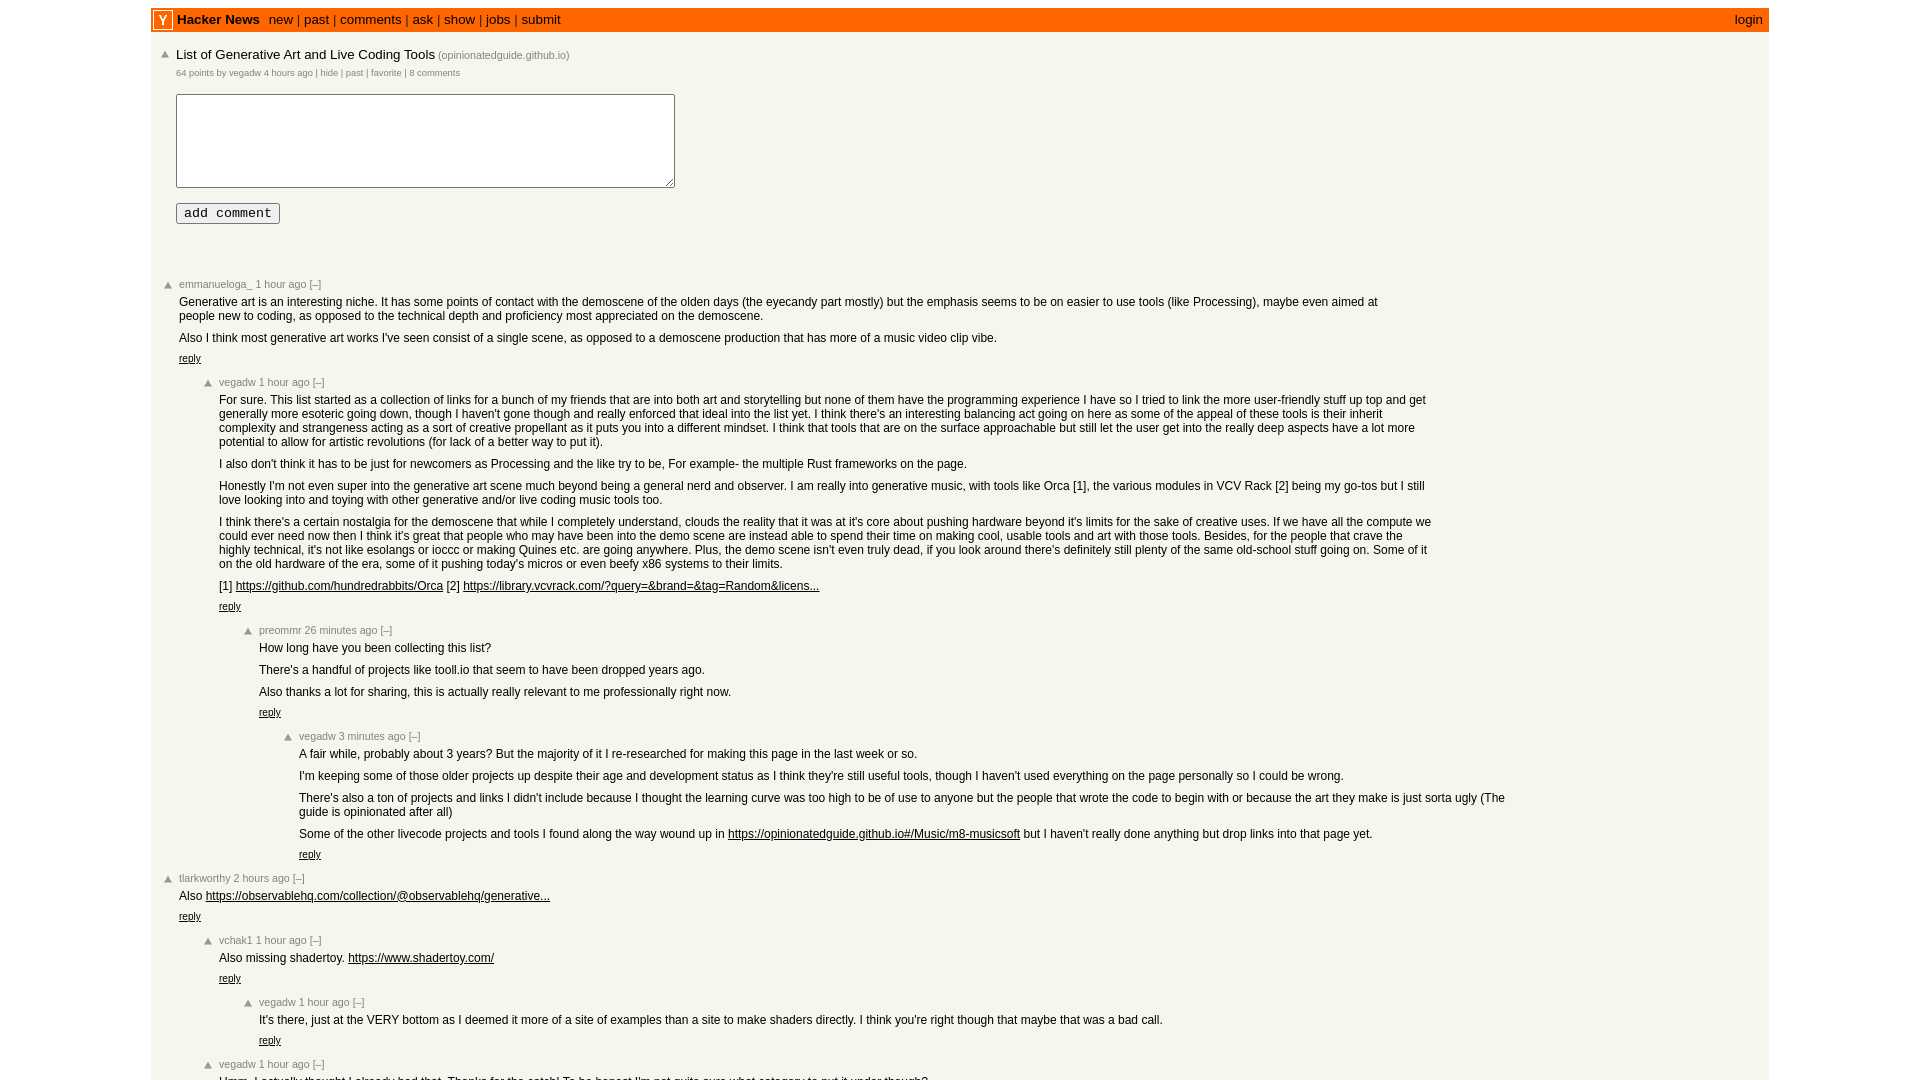 Y Hacker News new | past | comments | ask | show | jobs | submit login
List of Generative Art and Live Coding Tools (opinionatedguide.github.io)
64 points by vegadw 4 hours ago | hide | past | favorite | 8 comments
add comment
emmanueloga_ 1 hour ago [–]
Generative art is an interesting niche. It has some points of contact with the demoscene of the olden days (the eyecandy part mostly) but the emphasis seems to be on easier to use tools (like Processing), maybe even aimed at
people new to coding, as opposed to the technical depth and proficiency most appreciated on the demoscene.
Also I think most generative art works I've seen consist of a single scene, as opposed to a demoscene production that has more of a music video clip vibe.
reply
vegadw 1 hour ago [–]
For sure. This list started as a collection of links for a bunch of my friends that are into both art and storytelling but none of them have the programming experience I have so I tried to link the more user-friendly stuff up top and get
generally more esoteric going down, though I haven't gone though and really enforced that ideal into the list yet. I think there's an interesting balancing act going on here as some of the appeal of these tools is their inherit
complexity and strangeness acting as a sort of creative propellant as it puts you into a different mindset. I think that tools that are on the surface approachable but still let the user get into the really deep aspects have a lot more
potential to allow for artistic revolutions (for lack of a better way to put it).
I also don't think it has to be just for newcomers as Processing and the like try to be, For example- the multiple Rust frameworks on the page.
Honestly I'm not even super into the generative art scene much beyond being a general nerd and observer. I am really into generative music, with tools like Orca [1], the various modules in VCV Rack [2] being my go-tos but I still
love looking into and toying with other generative and/or live coding music tools too.
I think there's a certain nostalgia for the demoscene that while I completely understand, clouds the reality that it was at it's core about pushing hardware beyond it's limits for the sake of creative uses. If we have all the compute we
could ever need now then I think it's great that people who may have been into the demo scene are instead able to spend their time on making cool, usable tools and art with those tools. Besides, for the people that crave the
highly technical, it's not like esolangs or ioccc or making Quines etc. are going anywhere. Plus, the demo scene isn't even truly dead, if you look around there's definitely still plenty of the same old-school stuff going on. Some of it
on the old hardware of the era, some of it pushing today's micros or even beefy x86 systems to their limits.
[1] https://github.com/hundredrabbits/Orca [2] https://library.vcvrack.com/?query=&brand=&tag=Random&licens...
reply
preommr 26 minutes ago [–]
How long have you been collecting this list?
There's a handful of projects like tooll.io that seem to have been dropped years ago.
Also thanks a lot for sharing, this is actually really relevant to me professionally right now.
reply
vegadw 3 minutes ago [–]
A fair while, probably about 3 years? But the majority of it I re-researched for making this page in the last week or so.
I'm keeping some of those older projects up despite their age and development status as I think they're still useful tools, though I haven't used everything on the page personally so I could be wrong.
There's also a ton of projects and links I didn't include because I thought the learning curve was too high to be of use to anyone but the people that wrote the code to begin with or because the art they make is just sorta ugly (The
guide is opinionated after all)
Some of the other livecode projects and tools I found along the way wound up in https://opinionatedguide.github.io#/Music/m8-musicsoft but I haven't really done anything but drop links into that page yet.
reply
tlarkworthy 2 hours ago [–]
Also https://observablehq.com/collection/@observablehq/generative...
reply
vchak1 1 hour ago [–]
Also missing shadertoy. https://www.shadertoy.com/
reply
vegadw 1 hour ago [–]
It's there, just at the VERY bottom as I deemed it more of a site of examples than a site to make shaders directly. I think you're right though that maybe that was a bad call.
reply
vegadw 1 hour ago [–]
Hmm, I actually thought I already had that. Thanks for the catch! To be honest I'm not quite sure what category to put it under though?